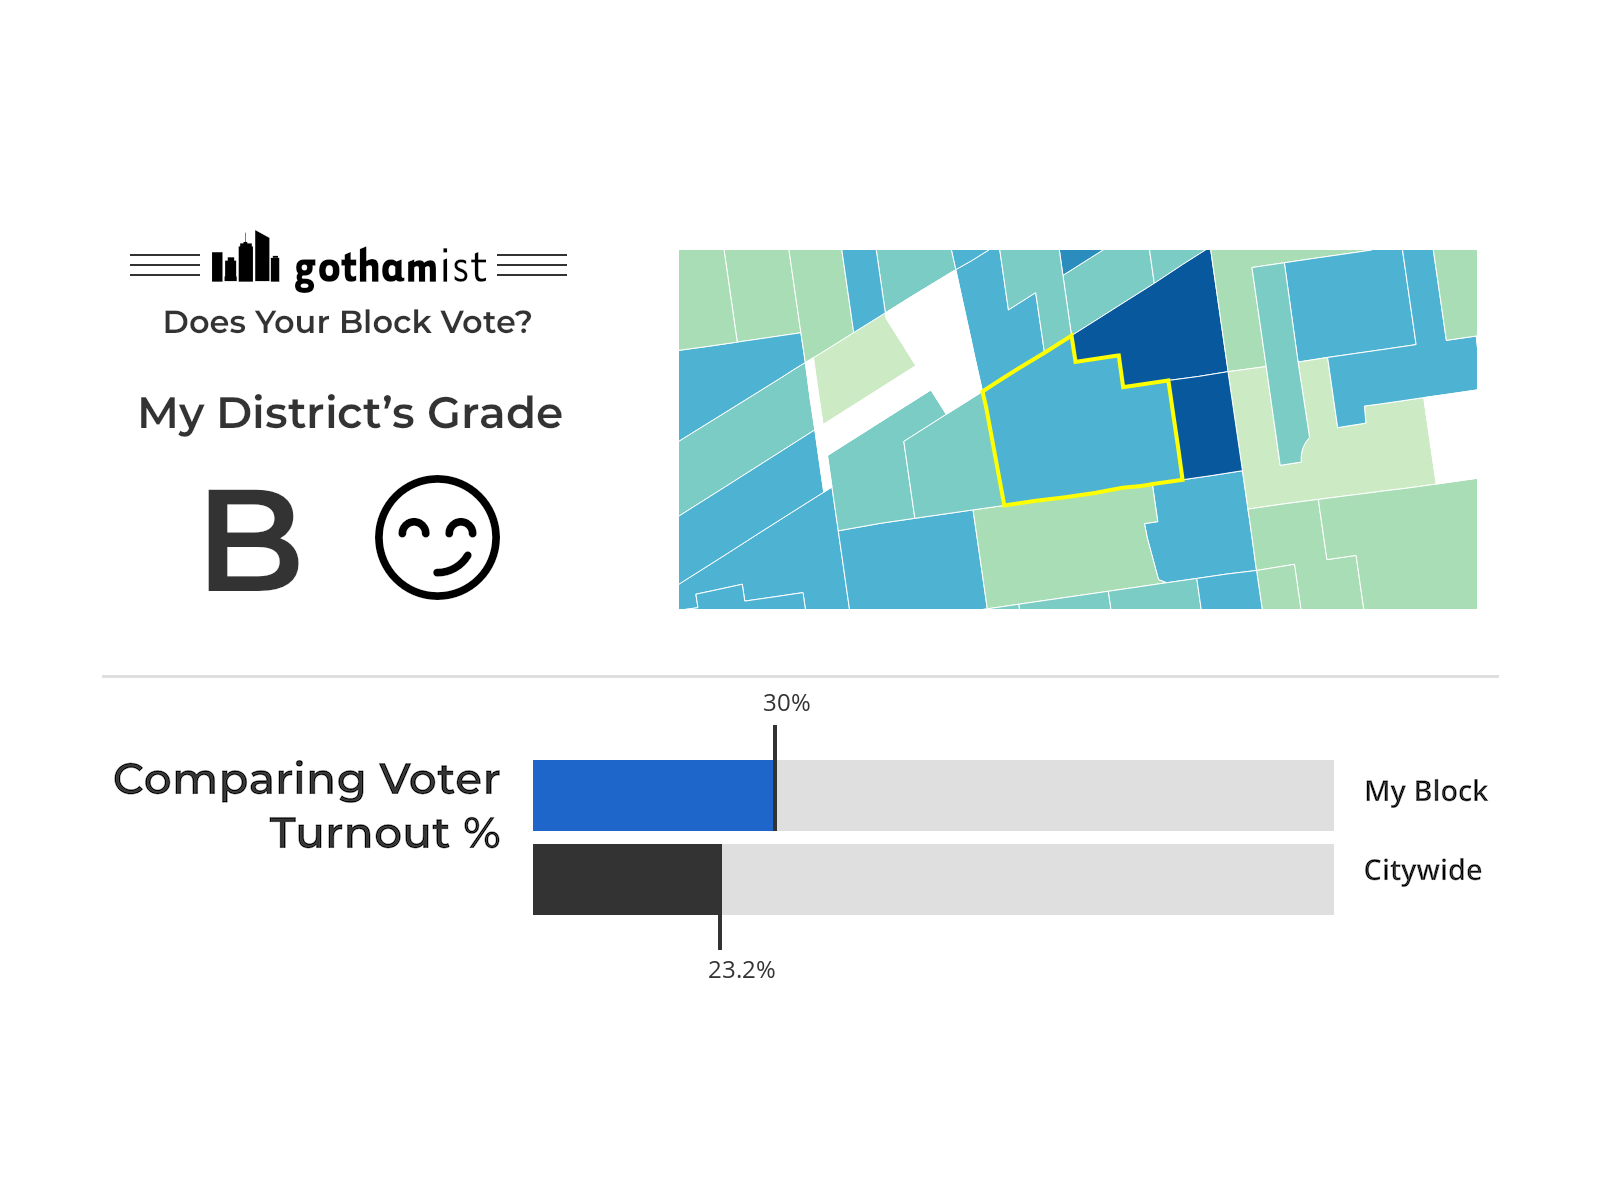 gothamist
Does Your Block Vote?
My District’s Grade
B
Comparing Voter
Turnout %
30%
My Block
Citywide
23.2%